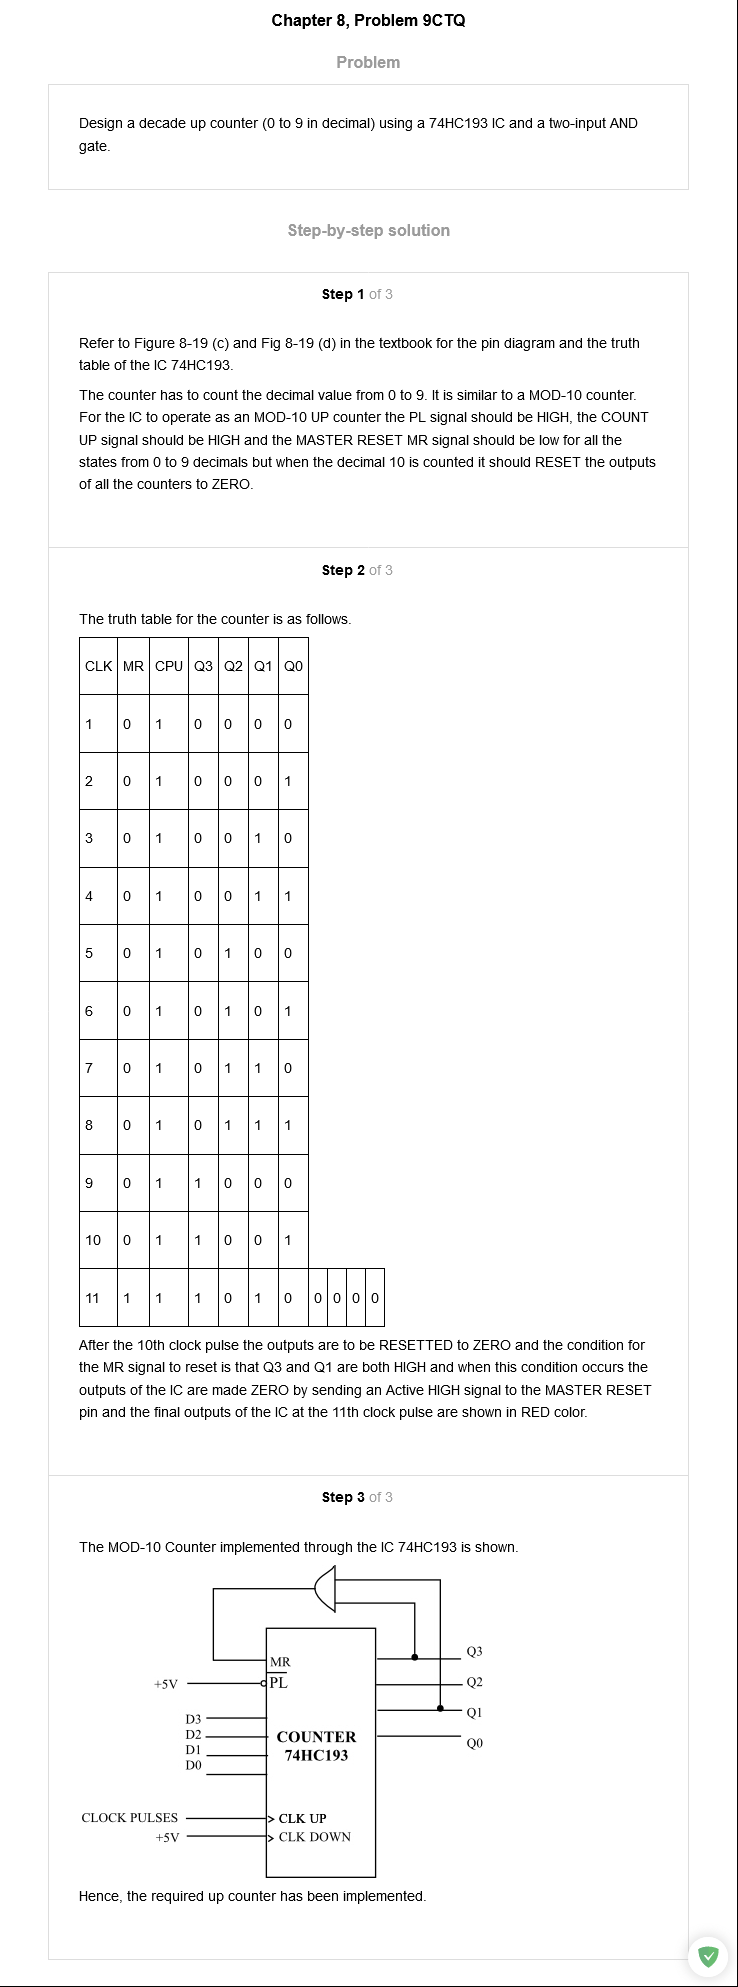 Chapter 8, Problem 9CTQ
Problem
Design a decade up counter (0 to 9 in decimal) using a 74HC193 IC and a two-input AND
gate.
Step-by-step solution
Step 1 of 3
Refer to Figure 8-19 (c) and Fig 8-19 (d) in the textbook for the pin diagram and the truth
table of the IC 74HC193.
The counter has to count the decimal value from 0 to 9. It is similar to a MOD-10 counter.
For the IC to operate as an MOD-10 UP counter the PL signal should be HIGH, the COUNT
UP signal should be HIGH and the MASTER RESET MR signal should be low for all the
states from 0 to 9 decimals but when the decimal 10 is counted it should RESET the outputs
of all the counters to ZERO.
Step 2 of 3
The truth table for the counter is as follows.
CLK MR CPU Q3 Q2 Q1 Q0
1 0 1 0 0 0 0
2 0 1 0 0 0 1
3 0 1 0 0 1 0
4 0 1 0 0 1 1
5 0 1 0 1 0 0
6 0 1 0 1 0 1
7 0 1 0 1 1 0
8 0 1 0 1 1 1
9 0 1 1 0 0 0
10 0 1 1 0 0 1
11 1 1 1 0 1 0 0 0 0 0
After the 10th clock pulse the outputs are to be RESETTED to ZERO and the condition for
the MR signal to reset is that Q3 and Q1 are both HIGH and when this condition occurs the
outputs of the IC are made ZERO by sending an Active HIGH signal to the MASTER RESET
pin and the final outputs of the IC at the 11th clock pulse are shown in RED color.
Step 3 of 3
The MOD-10 Counter implemented through the IC 74HC193 is shown.
Q3
MR
+5V PL Q2
Q1
D3
D2 COUNTER
D1 74HC193 Q0
D0
CLOCK PULSES > CLK UP
+5V > CLK DOWN
Hence, the required up counter has been implemented.